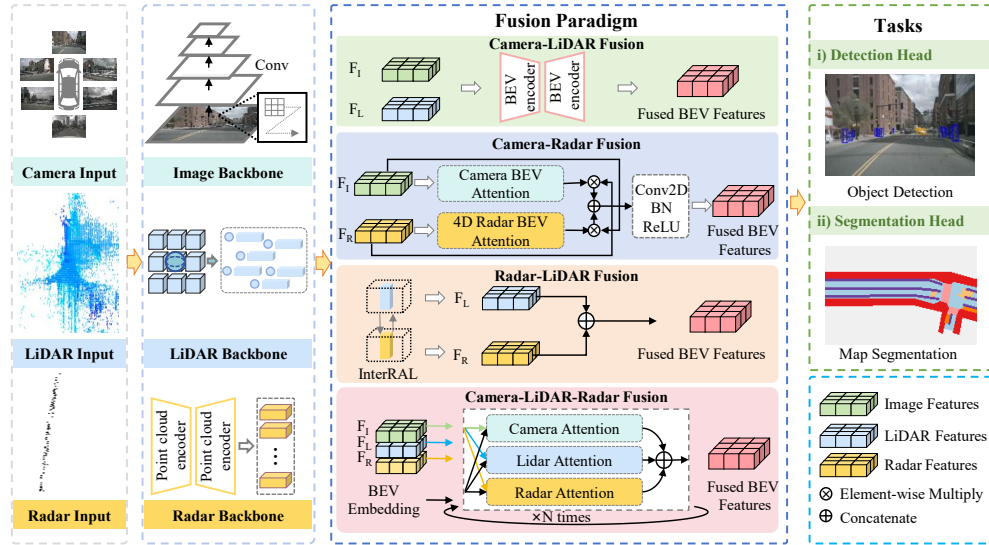 Camera Input
LiDAR Input
Radar Input
Conv
Image Backbone
LiDAR Backbone
Point cloud
encoder
Point cloud
encoder
Radar Backbone
Fusion Paradigm
Camera-LiDAR Fusion
F_I
F_L
BEV
encoder
BEV
encoder
Fused BEV Features
Camera-Radar Fusion
F_I
Camera BEV
Attention
F_R
4D Radar BEV
Attention
Conv2D
BN
ReLU
Fused BEV
Features
Radar-LiDAR Fusion
F_L
F_R
InterRAL
Fused BEV Features
Camera-LiDAR-Radar Fusion
F_I
F_L
F_R
BEV
Embedding
Camera Attention
Lidar Attention
Radar Attention
×N times
Fused BEV
Features
Tasks
i) Detection Head
Object Detection
ii) Segmentation Head
Map Segmentation
Image Features
LiDAR Features
Radar Features
Element-wise Multiply
Concatenate